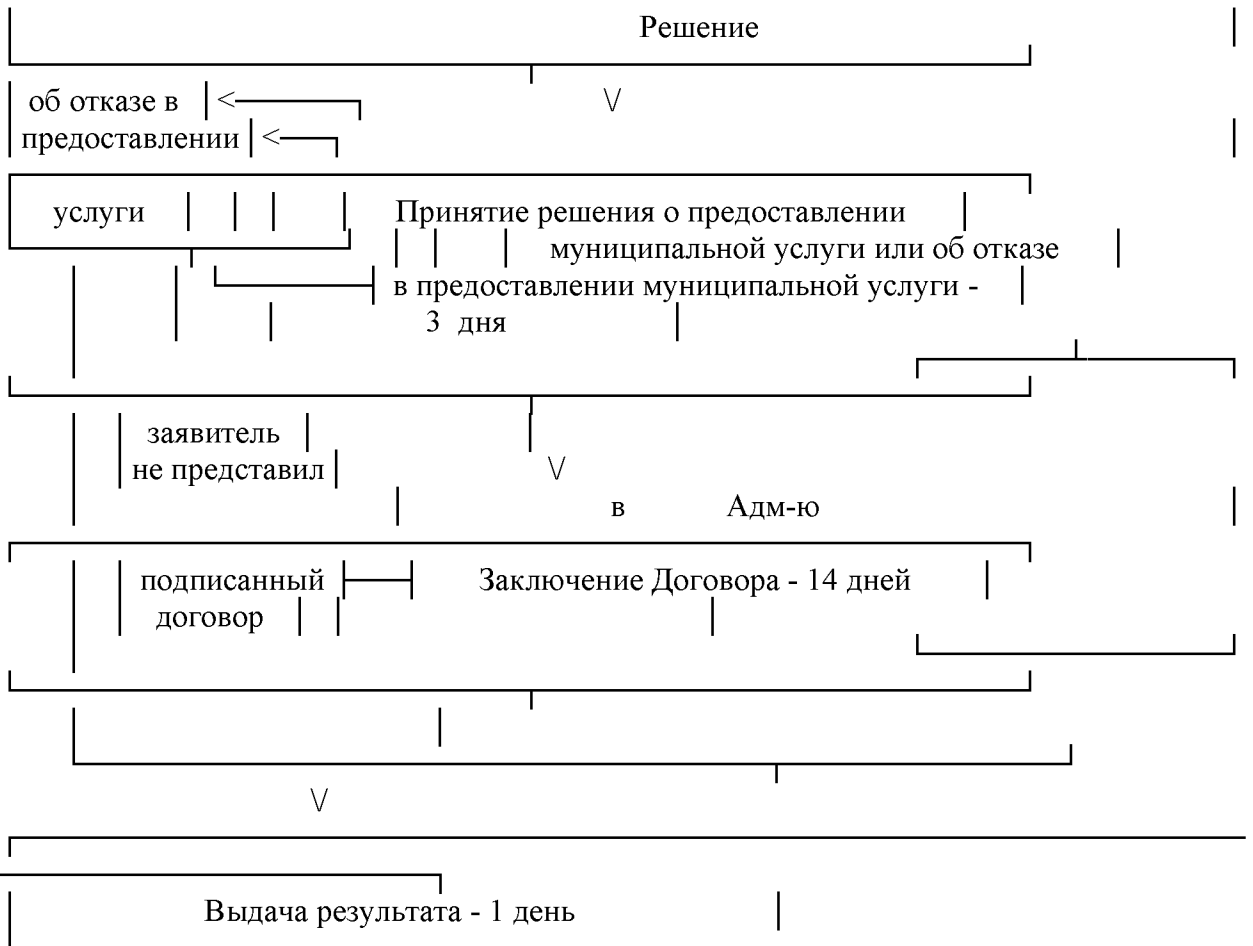 Решение
об отказе в
предоставлении
услуги Принятие решения о предоставлении
муниципальной услуги или об отказе
в предоставлении муниципальной услуги -
3 дня
заявитель
не представил
в Адм-ю
подписанный Заключение Договора - 14 дней
договор
Выдача результата - 1 день